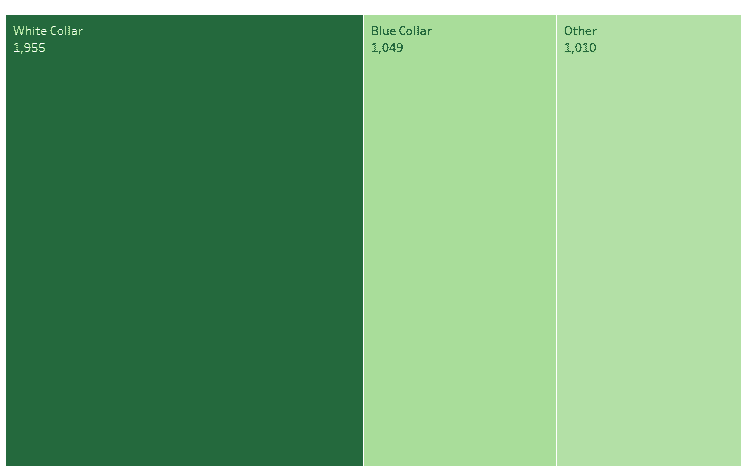 White Collar
1,955
Blue Collar
1,049
Other
1,010